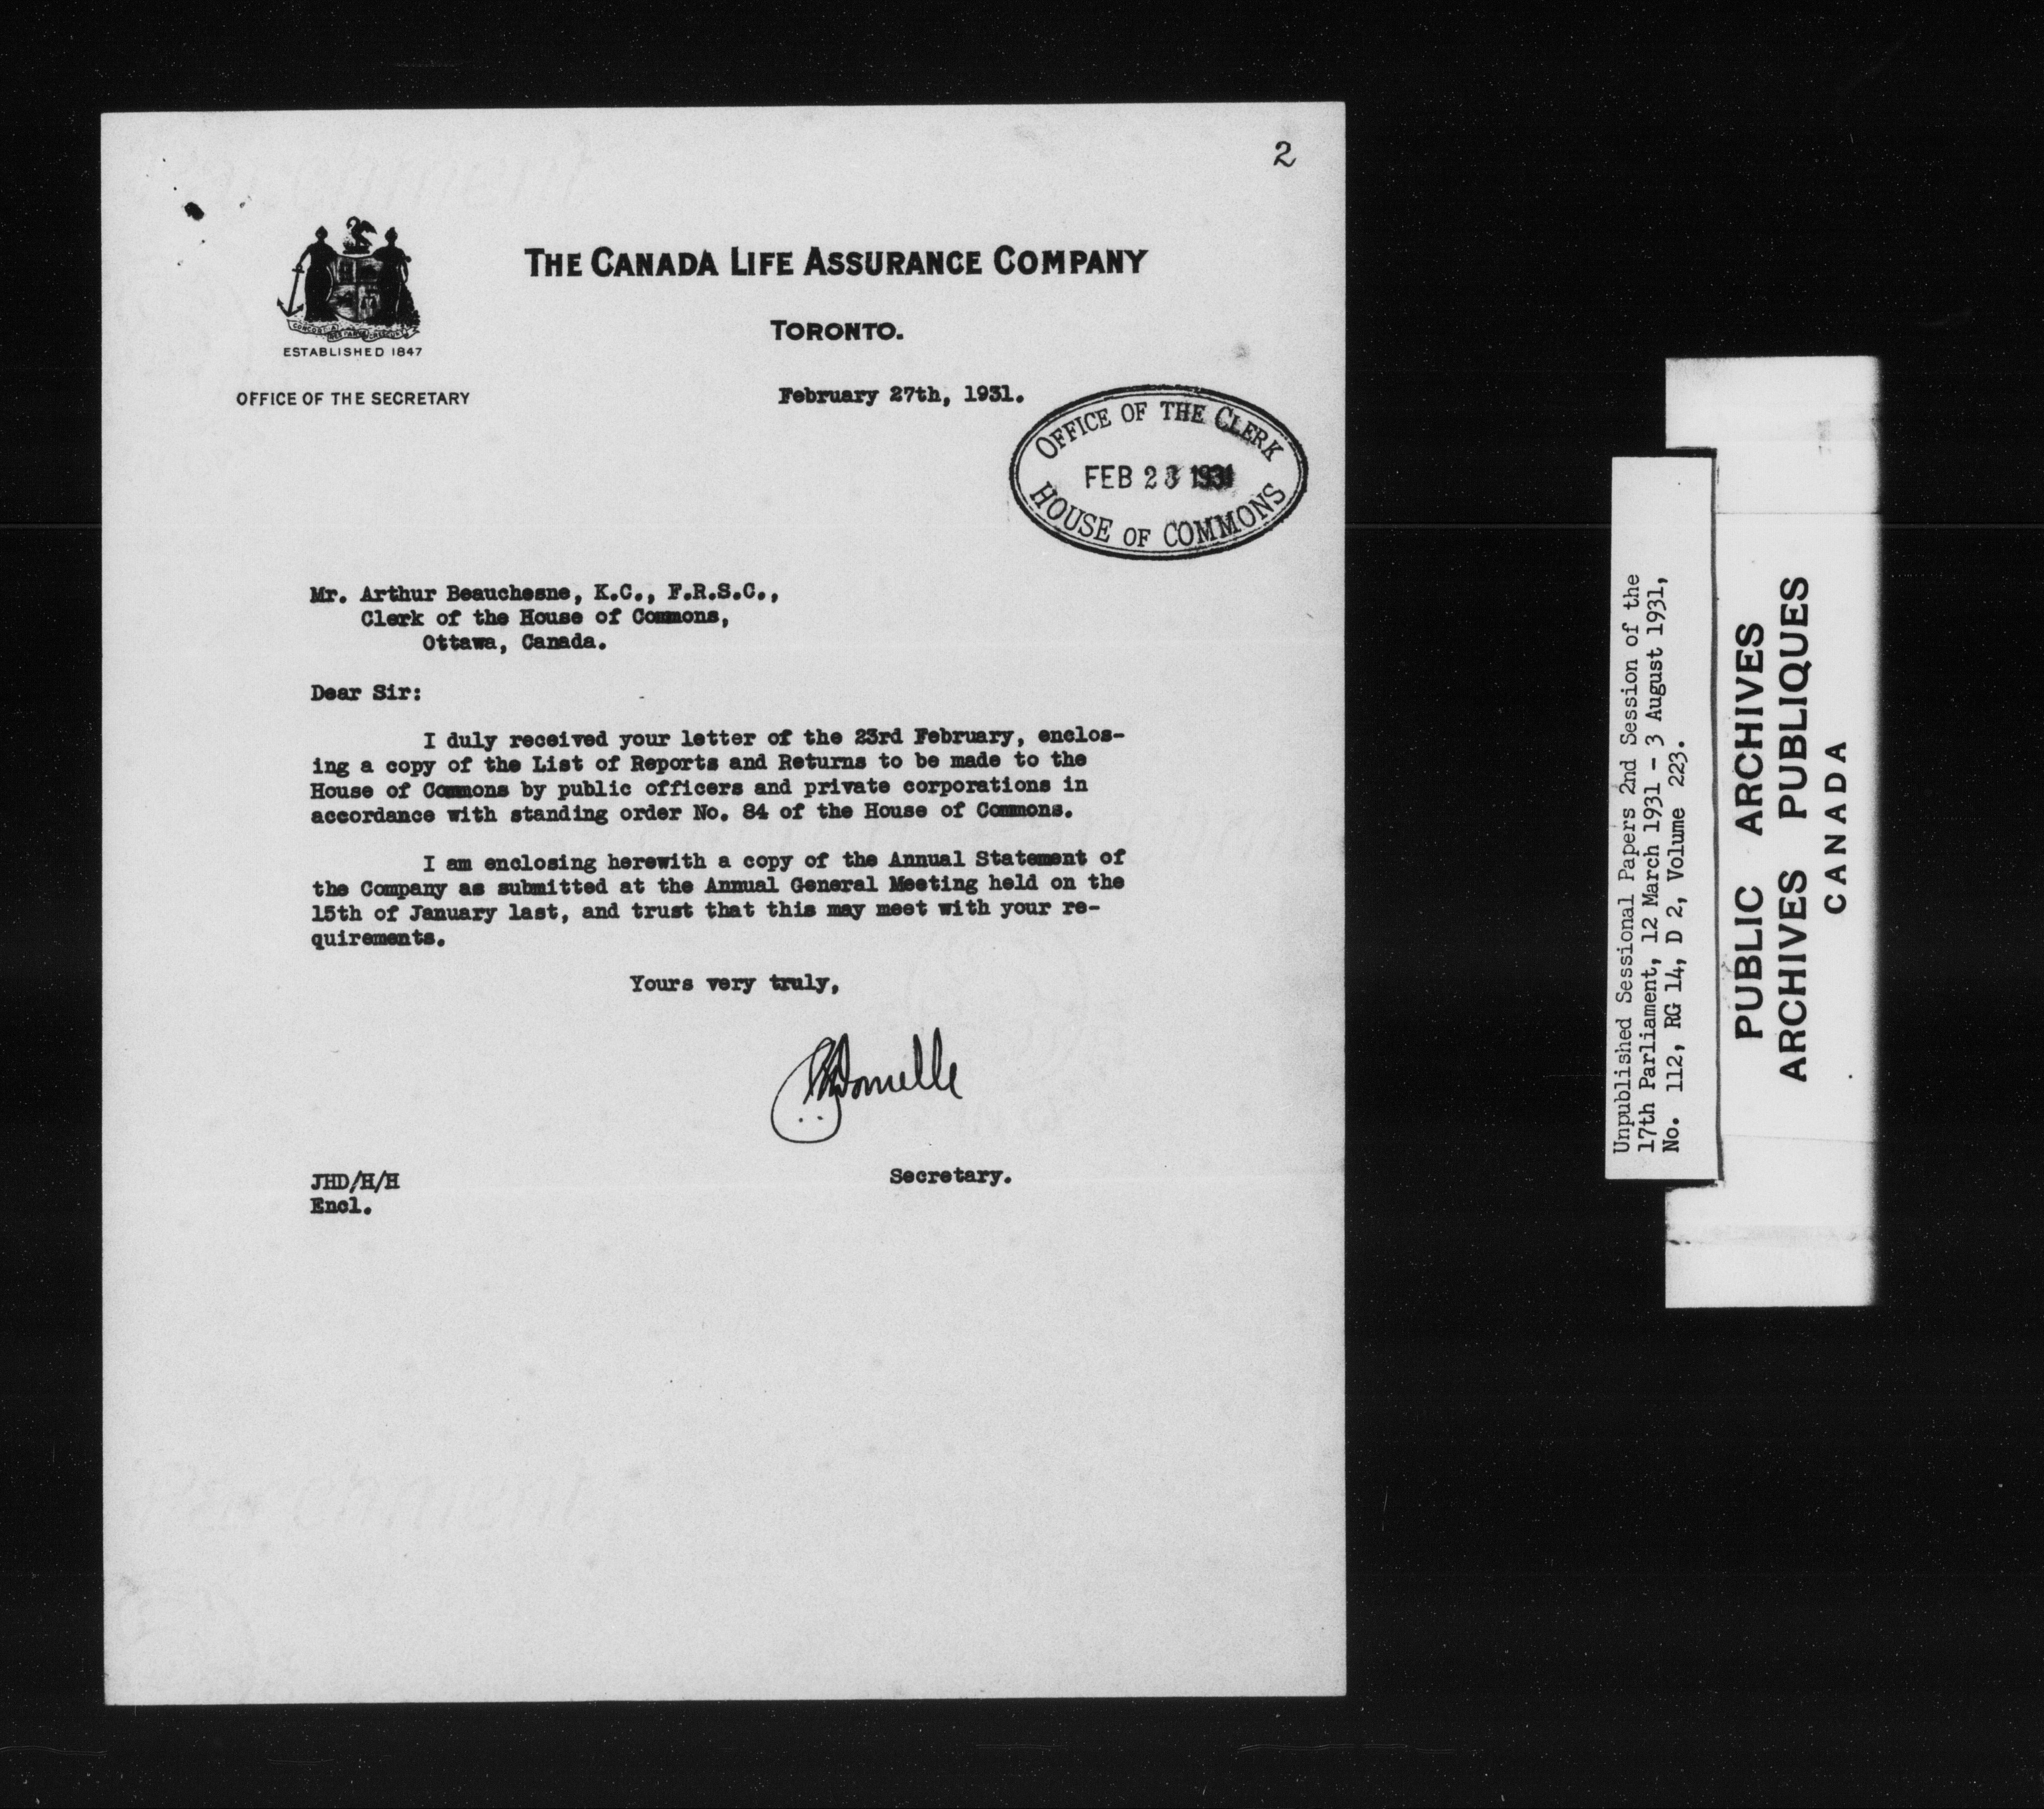 2
THE CANADA LIFE ASSURANCE COMPANY
TORONTO.
ESTABLISHED 1847
OFFICE OF THE SECRETARY
February 27th, 1931.
OFFICE OF THE CLERK
FEB 2 1931
HOUSE OF COMMONS
Mr. Arthur Beauchesne, K.C., F.R.S.C.,
Clerk of the House of Commons,
Ottawa, Canada.
Dear Sir:
I duly received your letter of the 23rd February, enclos-
ing a copy of the List of Reports and Returns to be made to the
House of Commons by public officers and private corporations in
accordance with standing order No. 84 of the House of Commons.
I am enclosing herewith a copy of the Annual Statement of
the Company as submitted at the Annual General Meeting held on the
15th of January last, and trust that this may meet with your re-
quirements.
Yours very truly,
Secretary.
JHD/H/H
Encl.
Unpublished Sessional Papers 2nd Session of the
17th Parliament, 12 March 1931 - 3 August 1931,
No. 112, RG 14, D 2, Volume 223.
PUBLIC ARCHIVES
ARCHIVES PUBLIQUES
CANADA